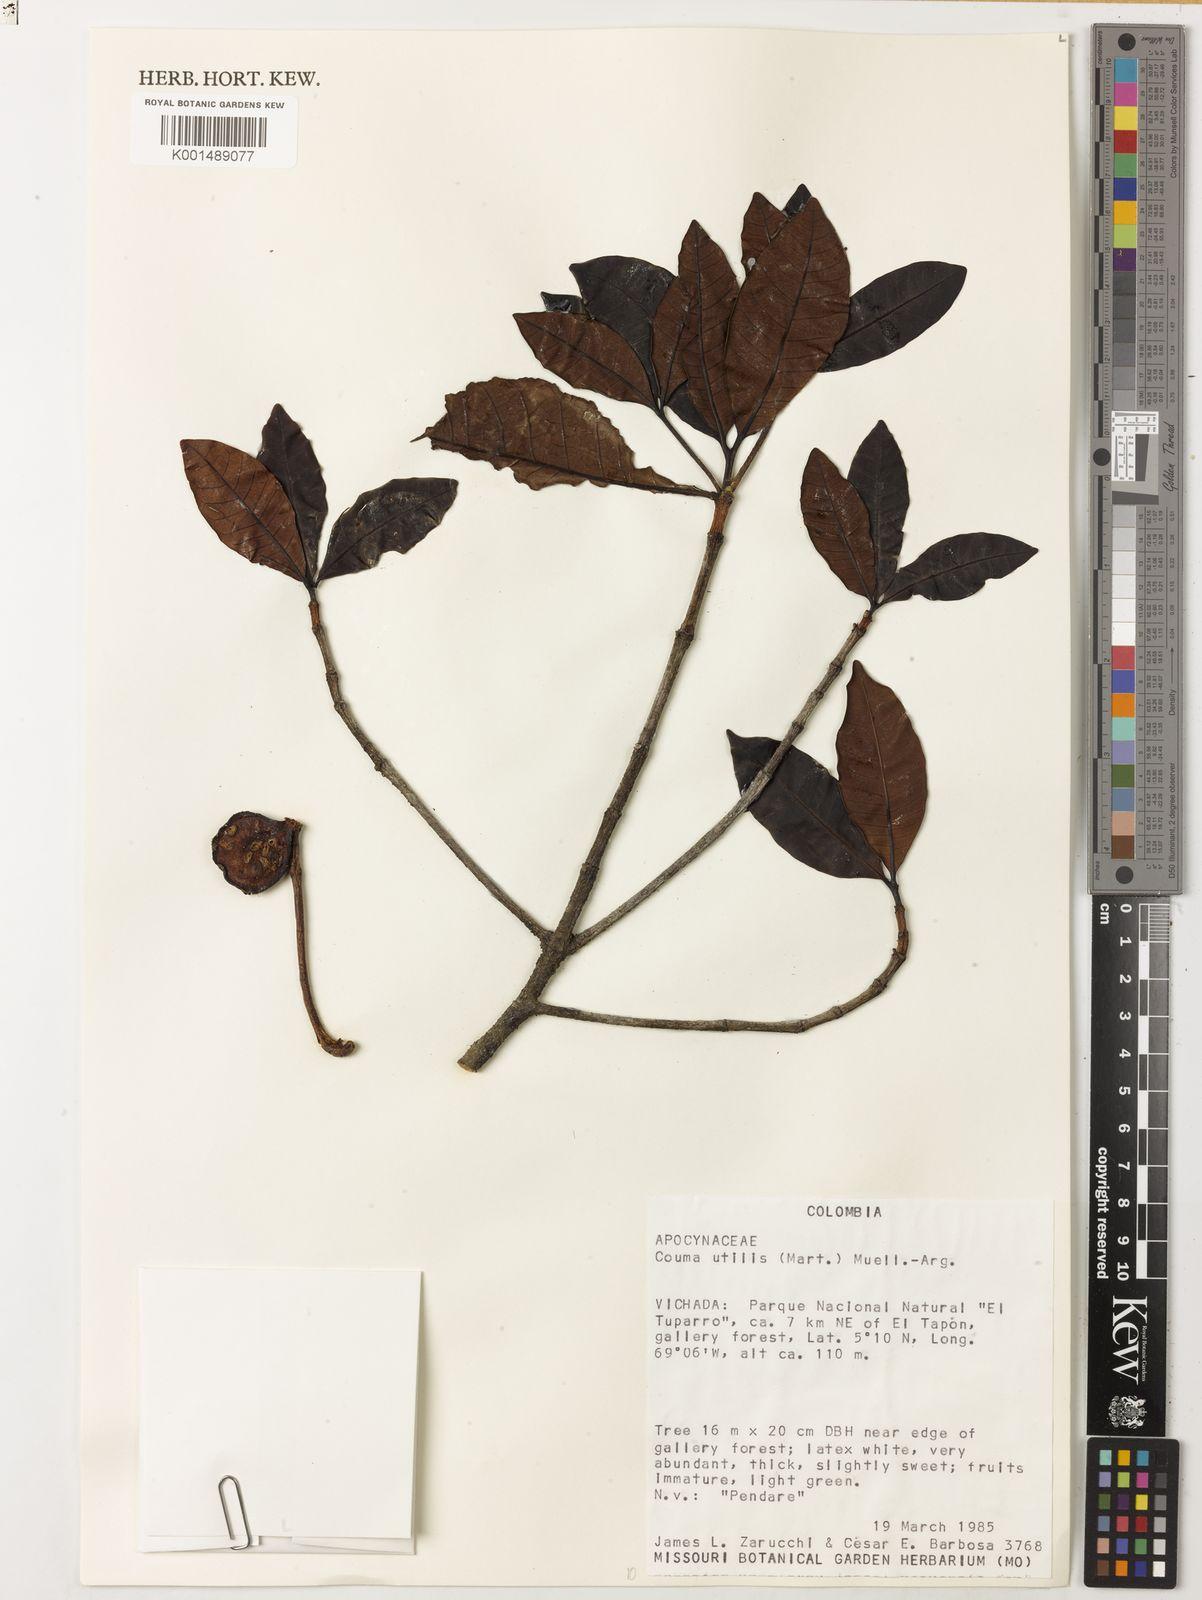 HERB. HORT. KEW.
ROYAL BOTANIC GARDENS KEW
K001489077
COLOMBIA
APOCYNACEAE
Couma utilis (Mart.) Muell.-Arg.
VICHADA: Parque Nacional Natural "El
Tuparro", ca. 7 km NE of El Tapón,
gallery forest, Lat. 5°10 N, Long.
69°06'W, alt ca. 110 m.
Tree 16 m x 20 cm DBH near edge of
gallery forest; latex white, very
abundant, thick, slightly sweet; fruits
immature, light green.
N.v.: "Pendare"
19 March 1985
James L. Zarucchi & César E. Barbosa 3768
MISSOURI BOTANICAL GARDEN HERBARIUM (MO)
Colors by Munsell Color Services Lab
Golden Thread
Density
D50 Illuminant, 2 degree observer
centimeters
inches
cm
0 1 2 3 4 5 6 7 8 9 10
copyright reserved
Kew
Royal Botanic Gardens